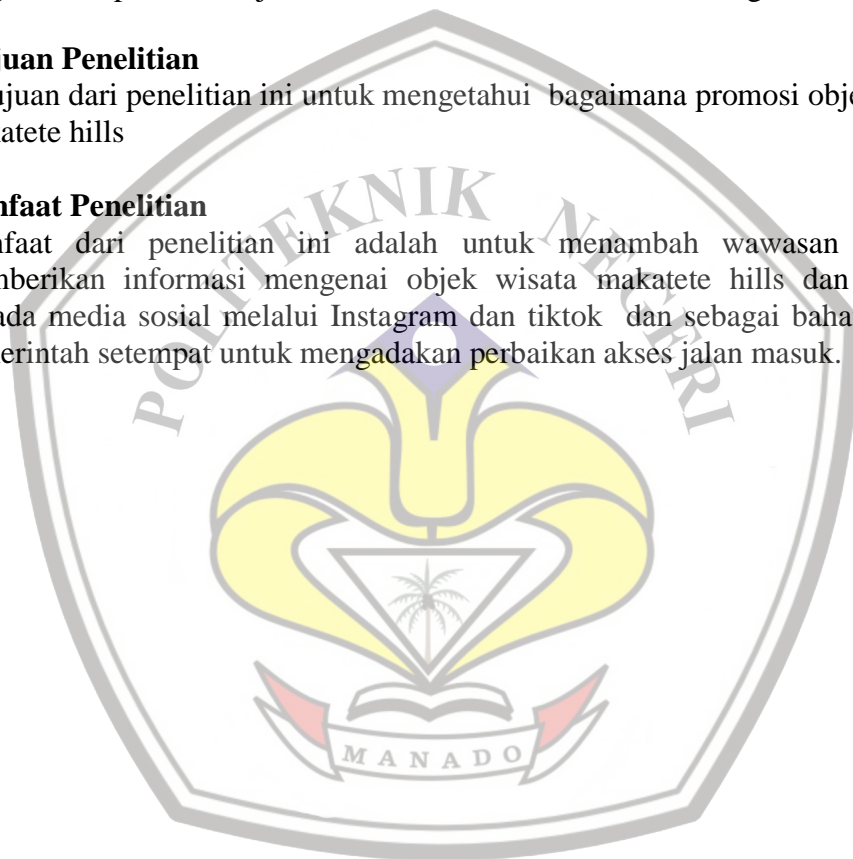 juan Penelitian
ujuan dari penelitian ini untuk mengetahui bagaimana promosi obj
atete hills
nfaat Penelitian
nfaat dari penelitian ini adalah untuk menambah wawasan
mberikan informasi mengenai objek wisata makatete hills dan
ada media sosial melalui Instagram dan tiktok dan sebagai baha
merintah setempat untuk mengadakan perbaikan akses jalan masuk.
POLITEKNIK NEGERI
MANADO